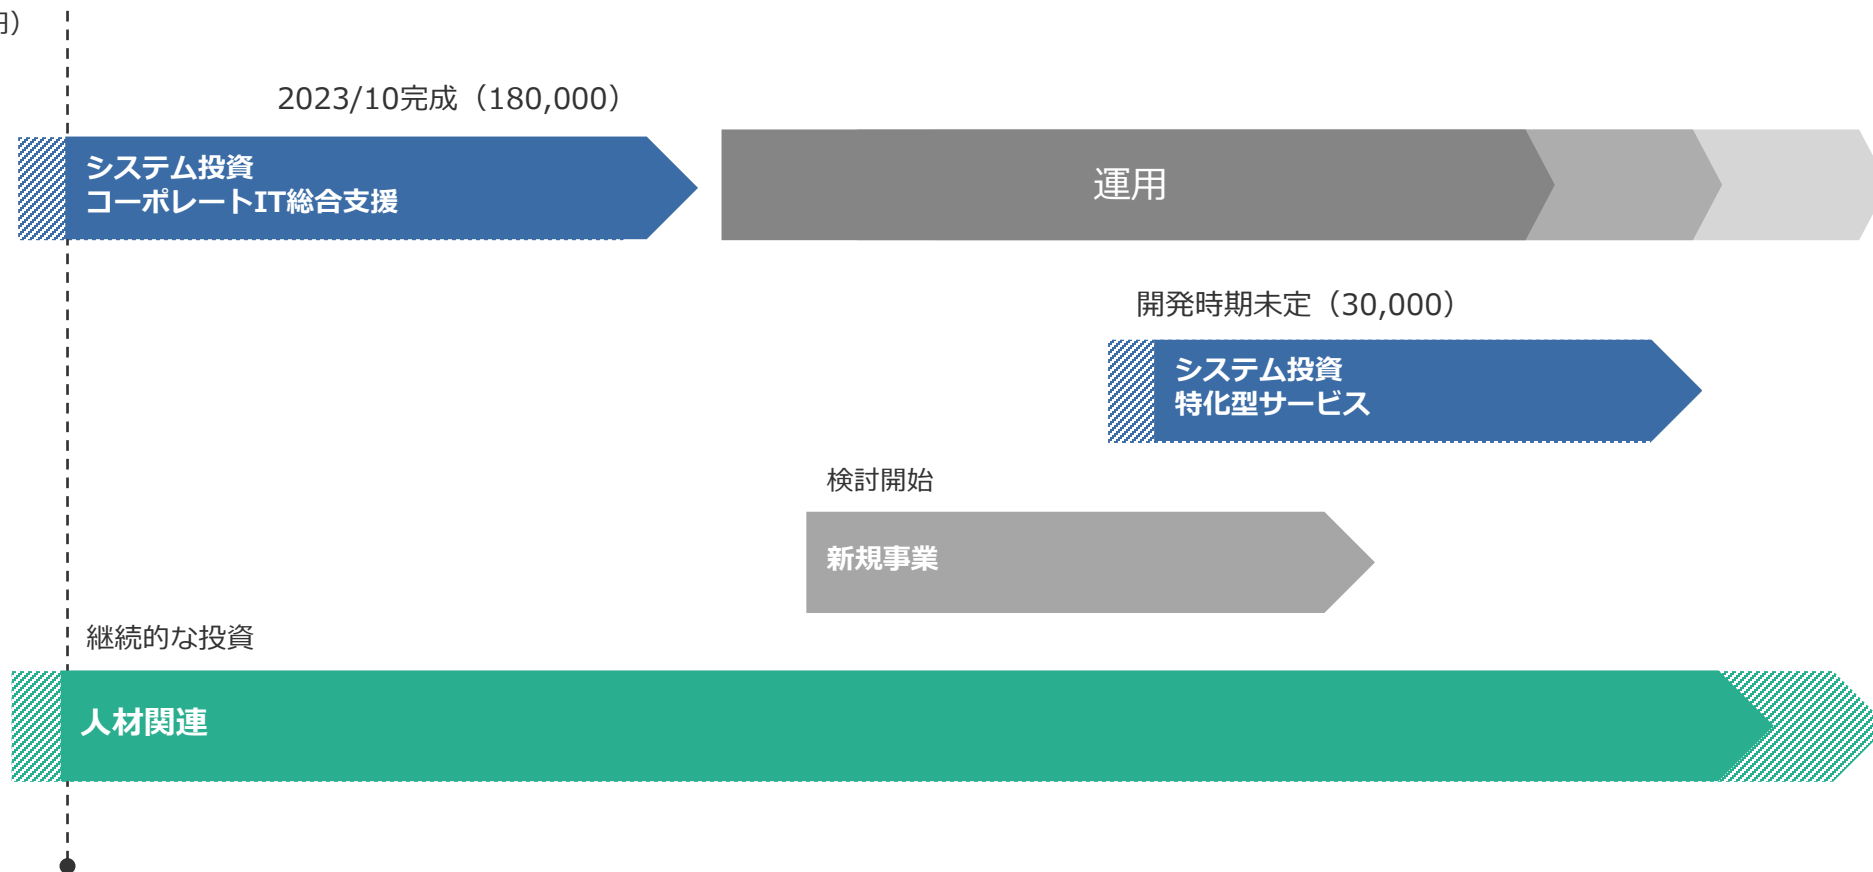 円）
2023/10完成（180,000）
システム投資
コーポレートIT総合支援
運用
開発時期未定（30,000）
システム投資
特化型サービス
検討開始
新規事業
継続的な投資
人材関連